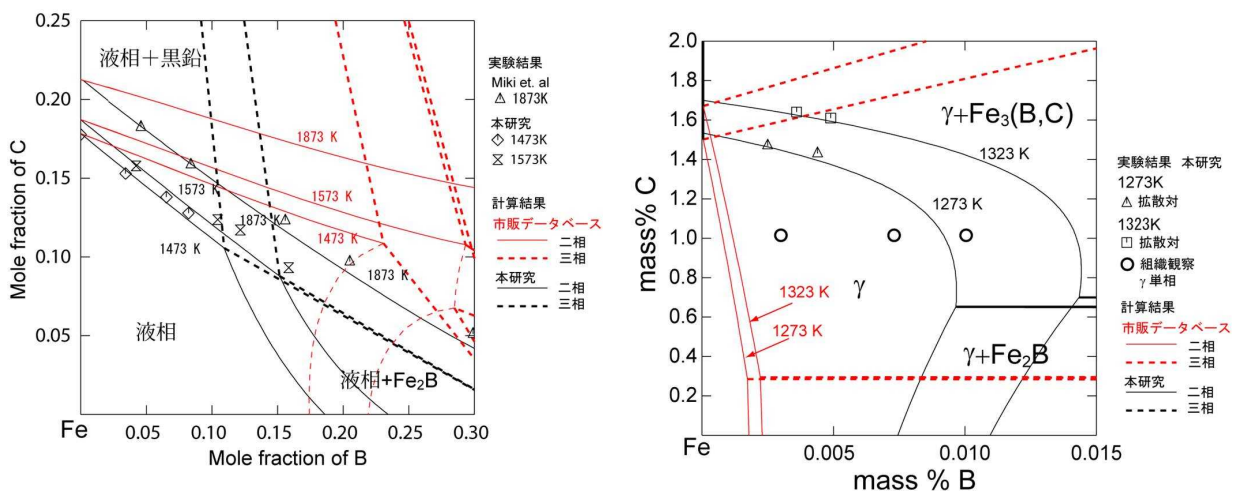 0.25
0.20
0.15
0.10
0.05
Mole fraction of C
液相＋黒鉛
1873 K
1573 K
1573 K
1873 K
1473 K
1473 K
1873 K
液相
液相+Fe₂B
Fe
0.05
0.10
0.15
0.20
0.25
0.30
Mole fraction of B
実験結果
Miki et. al
1873K
本研究
1473K
1573K
計算結果
市販データベース
二相
三相
本研究
二相
三相
2.0
1.8
1.6
1.4
1.2
1.0
0.8
0.6
0.4
0.2
mass% C
γ+Fe₃(B,C)
1323 K
1273 K
γ
1323 K
1273 K
γ+Fe₂B
Fe
0.005
0.010
0.015
mass % B
実験結果 本研究
1273K
拡散対
1323K
拡散対
組織観察
γ 単相
計算結果
市販データベース
二相
三相
本研究
二相
三相